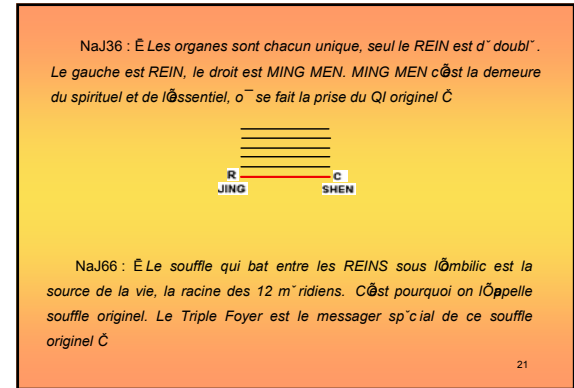 NaJ36 : Ê Les organes sont chacun unique, seul le REIN est dˇ doublˇ .
Le gauche est REIN, le droit est MING MEN. MING MEN cÕest la demeure
du spirituel et de lÕessentiel, o¯ se fait la prise du QI originel Č
R C
JING SHEN
NaJ66 : Ê Le souffle qui bat entre les REINS sous lÕombilic est la
source de la vie, la racine des 12 mˇ ridiens. CÕest pourquoi on lÕappelle
souffle originel. Le Triple Foyer est le messager spˇcial de ce souffle
originel Č
21